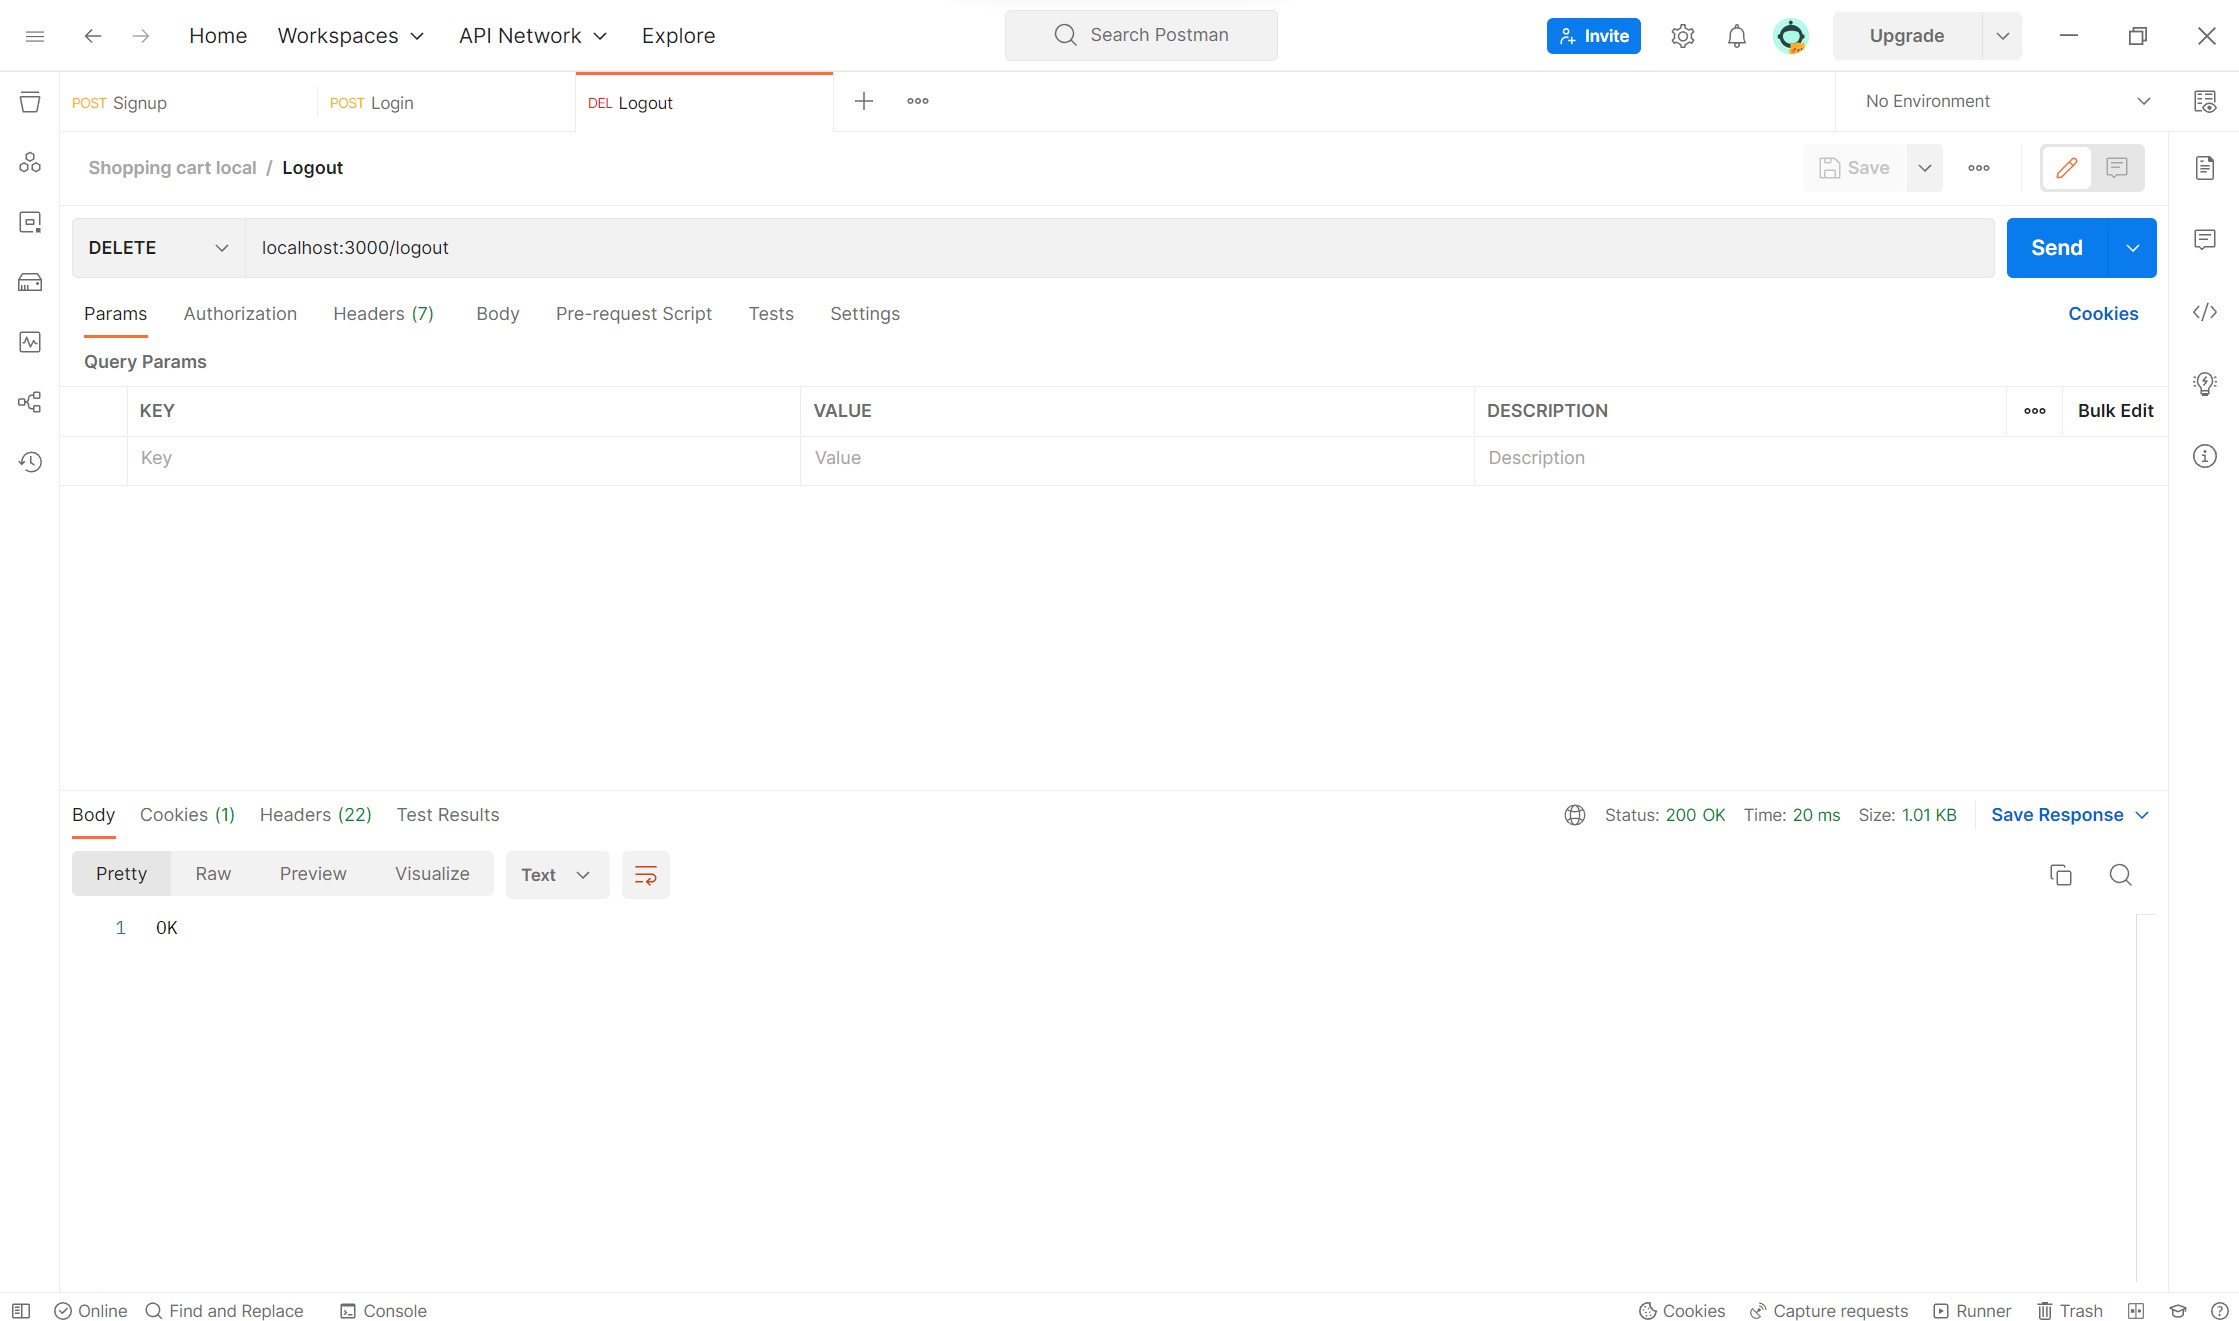 Home Workspaces API Network Explore Search Postman Invite Upgrade
POST Signup POST Login DEL Logout No Environment
Shopping cart local / Logout Save
DELETE localhost:3000/logout Send
Params Authorization Headers (7) Body Pre-request Script Tests Settings Cookies
Query Params
KEY VALUE DESCRIPTION Bulk Edit
Key Value Description
Body Cookies (1) Headers (22) Test Results Status: 200 OK Time: 20 ms Size: 1.01 KB Save Response
Pretty Raw Preview Visualize Text
1 OK
Online Find and Replace Console Cookies Capture requests Runner Trash